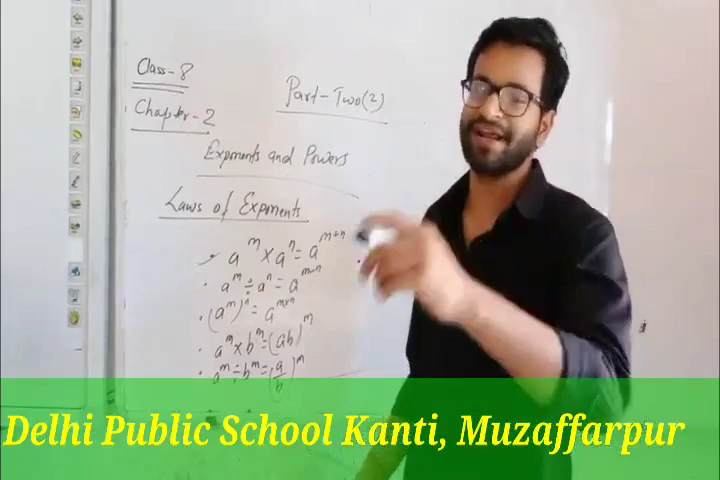 Class-8
Part-Two(2)
Chapter-2
Exponents and Powers
Laws of Exponents
a^m × a^n = a^{m+n}
a^m ÷ a^n = a^{m-n}
(a^m)^n = a^{m×n}
a^m × b^m = (ab)^m
a^m ÷ b^m = (a/b)^m
Delhi Public School Kanti, Muzaffarpur